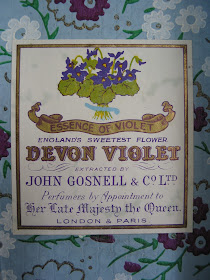 ESSENCE OF VIOLET
ENGLAND'S SWEETEST FLOWER
DEVON VIOLET
EXTRACTED BY
JOHN GOSNELL & Co. LTD
Perfumers by Appointment to
Her Late Majesty the Queen.
LONDON & PARIS